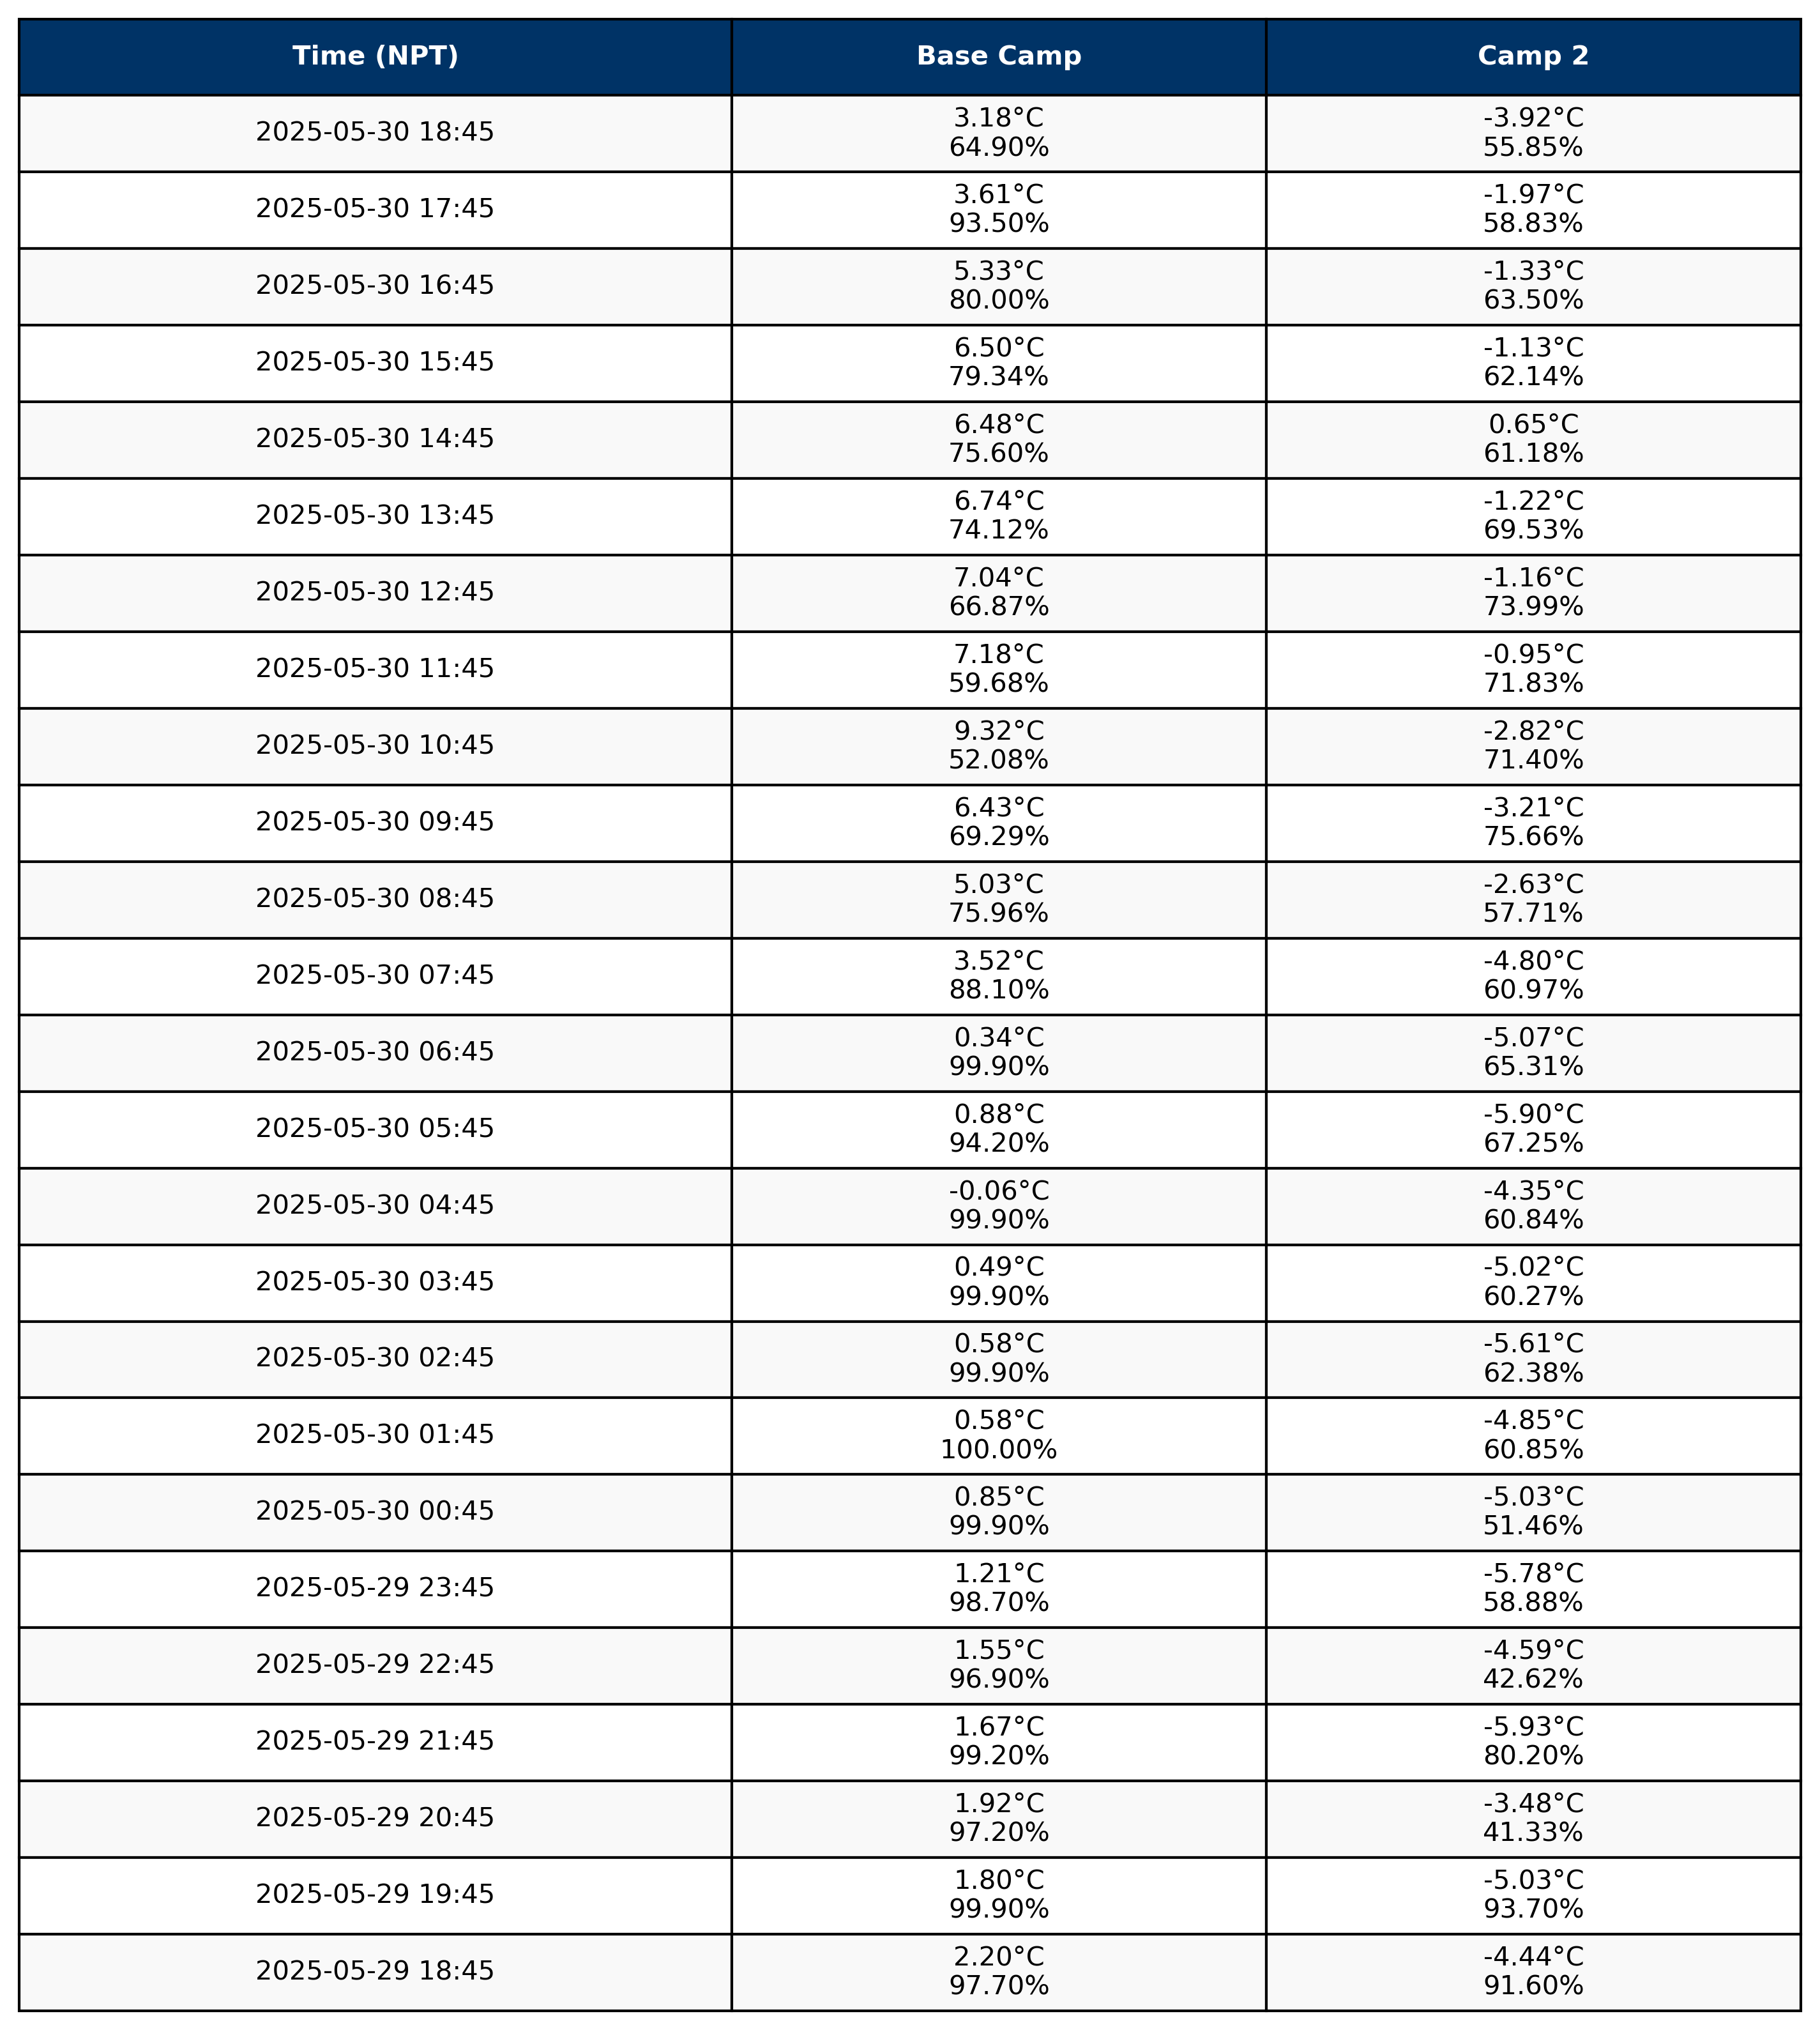 Time (NPT) Base Camp Camp 2
2025-05-30 18:45 3.18°C -3.92°C
64.90% 55.85%
2025-05-30 17:45 3.61°C -1.97°C
93.50% 58.83%
2025-05-30 16:45 5.33°C -1.33°C
80.00% 63.50%
2025-05-30 15:45 6.50°C -1.13°C
79.34% 62.14%
2025-05-30 14:45 6.48°C 0.65°C
75.60% 61.18%
2025-05-30 13:45 6.74°C -1.22°C
74.12% 69.53%
2025-05-30 12:45 7.04°C -1.16°C
66.87% 73.99%
2025-05-30 11:45 7.18°C -0.95°C
59.68% 71.83%
2025-05-30 10:45 9.32°C -2.82°C
52.08% 71.40%
2025-05-30 09:45 6.43°C -3.21°C
69.29% 75.66%
2025-05-30 08:45 5.03°C -2.63°C
75.96% 57.71%
2025-05-30 07:45 3.52°C -4.80°C
88.10% 60.97%
2025-05-30 06:45 0.34°C -5.07°C
99.90% 65.31%
2025-05-30 05:45 0.88°C -5.90°C
94.20% 67.25%
2025-05-30 04:45 -0.06°C -4.35°C
99.90% 60.84%
2025-05-30 03:45 0.49°C -5.02°C
99.90% 60.27%
2025-05-30 02:45 0.58°C -5.61°C
99.90% 62.38%
2025-05-30 01:45 0.58°C -4.85°C
100.00% 60.85%
2025-05-30 00:45 0.85°C -5.03°C
99.90% 51.46%
2025-05-29 23:45 1.21°C -5.78°C
98.70% 58.88%
2025-05-29 22:45 1.55°C -4.59°C
96.90% 42.62%
2025-05-29 21:45 1.67°C -5.93°C
99.20% 80.20%
2025-05-29 20:45 1.92°C -3.48°C
97.20% 41.33%
2025-05-29 19:45 1.80°C -5.03°C
99.90% 93.70%
2025-05-29 18:45 2.20°C -4.44°C
97.70% 91.60%